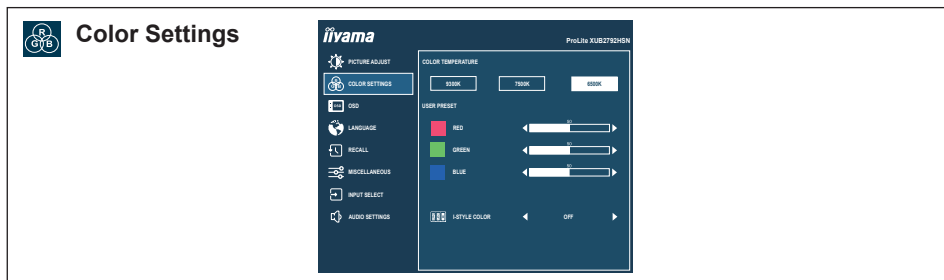 R
G B
Color Settings
iiyama
ProLite XUB2792HSN
PICTURE ADJUST
COLOR SETTINGS
OSD
OSD
LANGUAGE
RECALL
MISCELLANEOUS
INPUT SELECT
AUDIO SETTINGS
COLOR TEMPERATURE
9300K 7500K 6500K
USER PRESET
50
RED
50
GREEN
50
BLUE
I-STYLE COLOR OFF